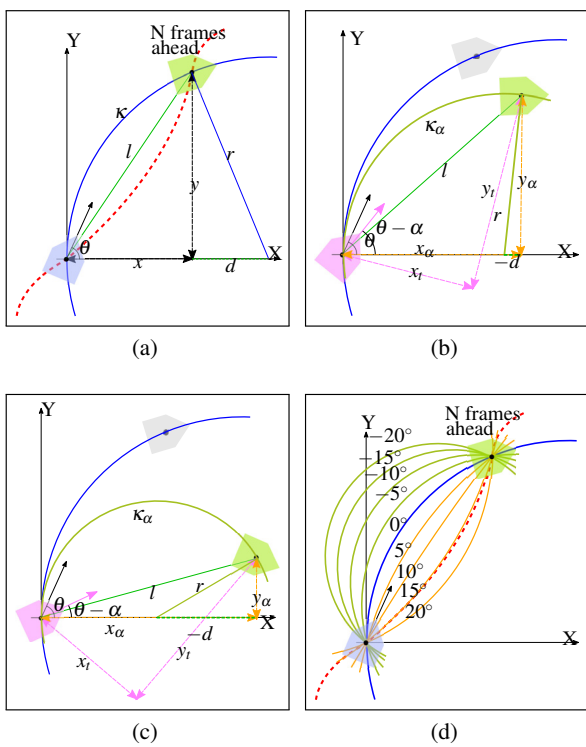 Y
N frames
ahead
κ
l
r
y
θ
X
x
d
(a)
Y
κα
l
yt
yα
r
θ
θ − α
xα
X
−d
xt
(b)
Y
κα
l
r
θ
θ − α
yα
xα
X
−d
xt
yt
(c)
N frames
ahead
Y
−20°
−15°
−10°
−5°
0°
5°
10°
15°
20°
X
(d)